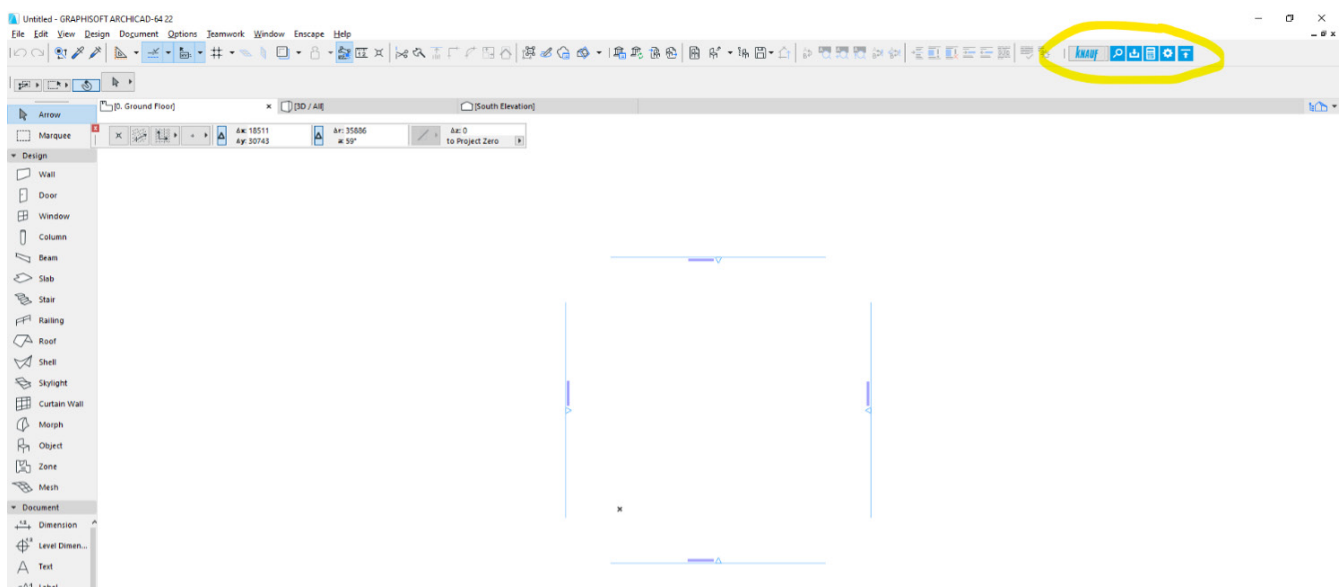 Untitled - GRAPHISOFT ARCHICAD-64 22
File Edit View Design Document Options Teamwork Window Enscape Help
KNAUF
Arrow
[0. Ground Floor]
[3D / All]
[South Elevation]
Marquee
Δx: 18511
Δy: 30743
Δr: 35886
a: 59°
Δz: 0
to Project Zero
Design
Wall
Door
Window
Column
Beam
Slab
Stair
Railing
Roof
Shell
Skylight
Curtain Wall
Morph
Object
Zone
Mesh
Document
Dimension
Level Dimen...
Text